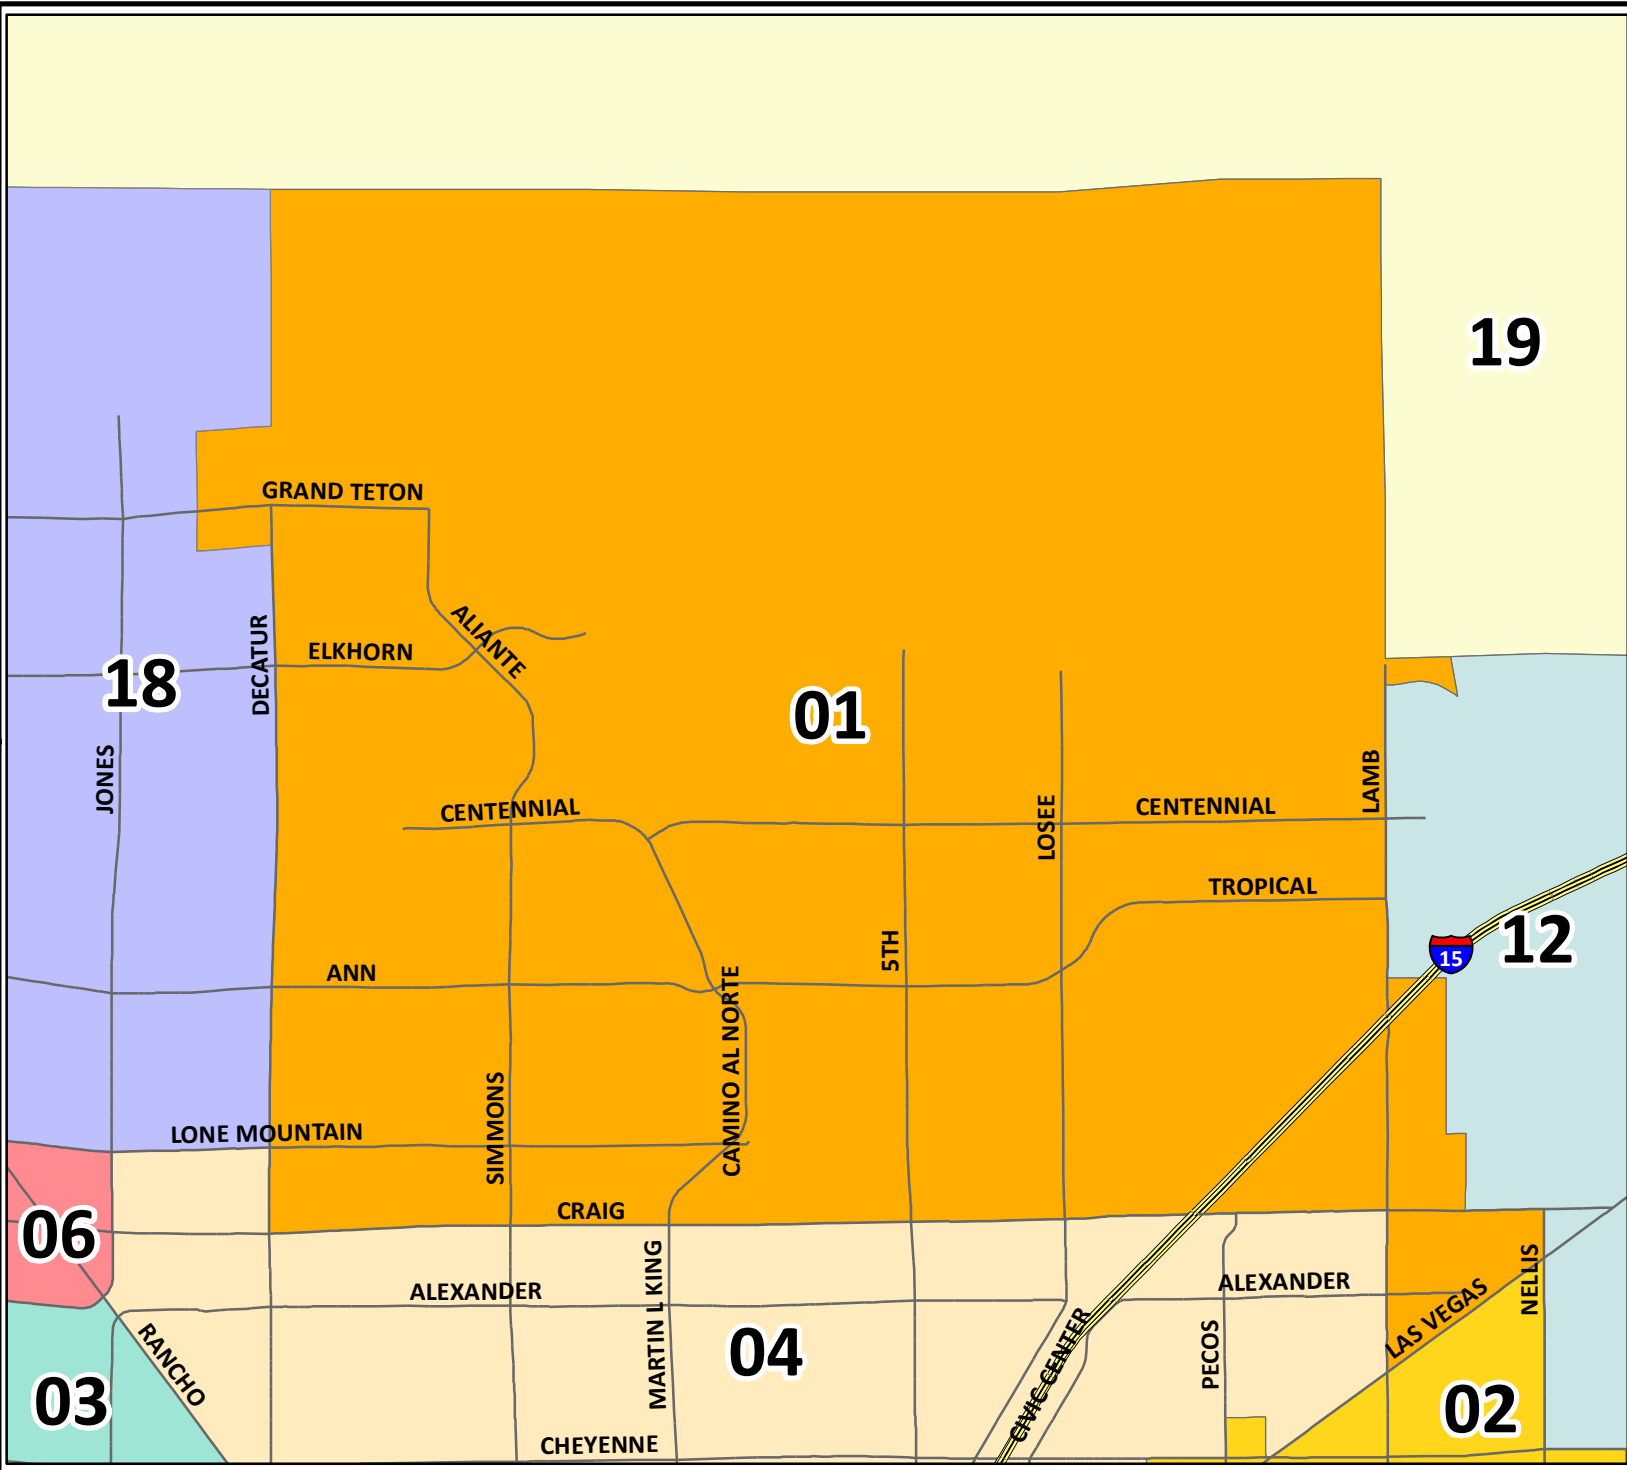 19
GRAND TETON
ALIANTE
DECATUR
ELKHORN
18
01
JONES
LAMB
CENTENNIAL
CENTENNIAL
LOSEE
TROPICAL
5TH
12
15
ANN
CAMINO AL NORTE
SIMMONS
LONE MOUNTAIN
CRAIG
06
MARTIN L KING
ALEXANDER
ALEXANDER
NELLIS
LAS VEGAS
RANCHO
04
CIVIC CENTER
PECOS
03
02
CHEYENNE